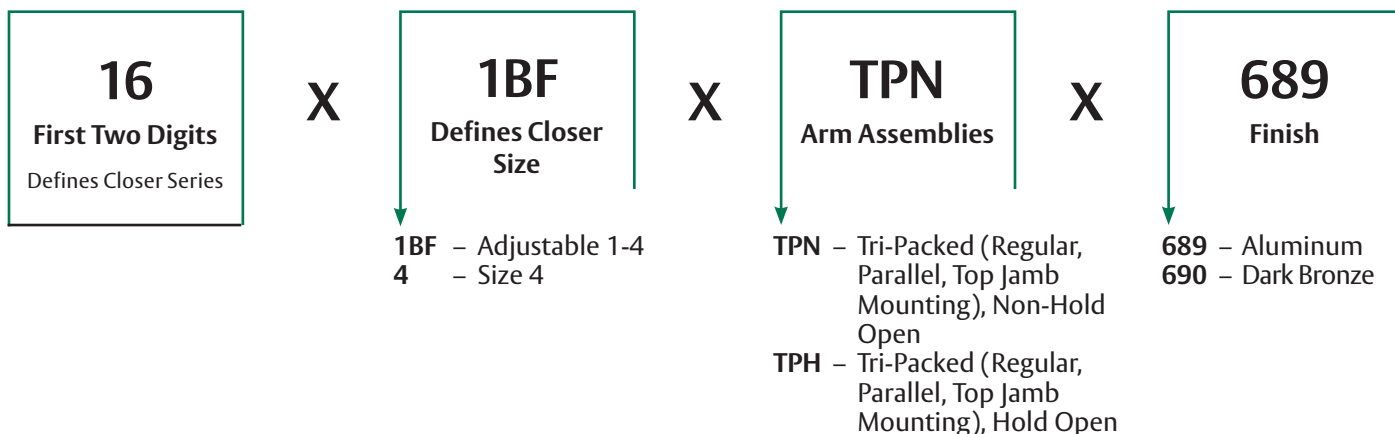 16
First Two Digits
Defines Closer Series
X
1BF
Defines Closer
Size
1BF – Adjustable 1-4
4 – Size 4
X
TPN
Arm Assemblies
TPN – Tri-Packed (Regular,
Parallel, Top Jamb
Mounting), Non-Hold
Open
TPH – Tri-Packed (Regular,
Parallel, Top Jamb
Mounting), Hold Open
X
689
Finish
689 – Aluminum
690 – Dark Bronze